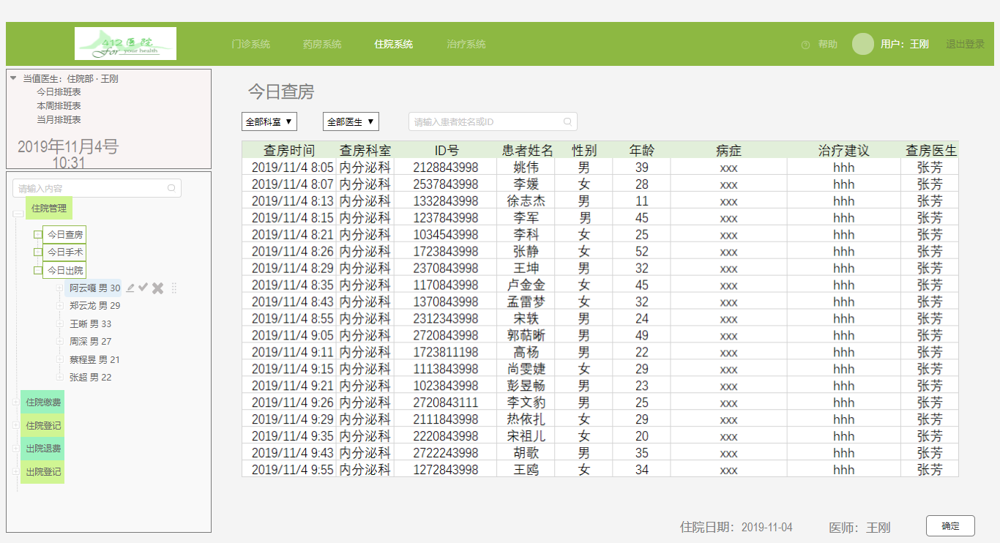 412医院
For your health
门诊系统 药房系统 住院系统 治疗系统 帮助 用户：王刚 退出登录
当值医生：住院部 · 王刚
今日排班表
本周排班表
当月排班表
2019年11月4号
10:31
请输入内容
住院管理
今日查房
今日手术
今日出院
阿云嘎 男 30
郑云龙 男 29
王晰 男 33
周深 男 27
蔡程昱 男 21
张超 男 22
住院缴费
住院登记
出院退费
出院登记
今日查房
全部科室 ▼ 全部医生 ▼ 请输入患者姓名或ID
查房时间 查房科室 ID号 患者姓名 性别 年龄 病症 治疗建议 查房医生
2019/11/4 8:05 内分泌科 2128843998 姚伟 男 39 xxx hhh 张芳
2019/11/4 8:07 内分泌科 2537843998 李媛 女 28 xxx hhh 张芳
2019/11/4 8:13 内分泌科 1332843998 徐志杰 男 11 xxx hhh 张芳
2019/11/4 8:15 内分泌科 1237843998 李军 男 45 xxx hhh 张芳
2019/11/4 8:21 内分泌科 1034543998 李科 女 25 xxx hhh 张芳
2019/11/4 8:26 内分泌科 1723843998 张静 女 52 xxx hhh 张芳
2019/11/4 8:29 内分泌科 2370843998 王坤 男 32 xxx hhh 张芳
2019/11/4 8:35 内分泌科 1170843998 卢金金 女 45 xxx hhh 张芳
2019/11/4 8:43 内分泌科 1370843998 孟雷梦 女 32 xxx hhh 张芳
2019/11/4 8:55 内分泌科 2312343998 宋轶 男 24 xxx hhh 张芳
2019/11/4 9:05 内分泌科 2720843998 郭萜晰 男 49 xxx hhh 张芳
2019/11/4 9:11 内分泌科 1723811198 高杨 男 22 xxx hhh 张芳
2019/11/4 9:15 内分泌科 1113843998 尚雯婕 女 29 xxx hhh 张芳
2019/11/4 9:21 内分泌科 1023843998 彭昱畅 男 23 xxx hhh 张芳
2019/11/4 9:26 内分泌科 2720843111 李文豹 男 25 xxx hhh 张芳
2019/11/4 9:29 内分泌科 2111843998 热依扎 女 29 xxx hhh 张芳
2019/11/4 9:35 内分泌科 2220843998 宋祖儿 女 20 xxx hhh 张芳
2019/11/4 9:43 内分泌科 2722243998 胡歌 男 35 xxx hhh 张芳
2019/11/4 9:55 内分泌科 1272843998 王鸥 女 34 xxx hhh 张芳
住院日期：2019-11-04 医师：王刚 确定